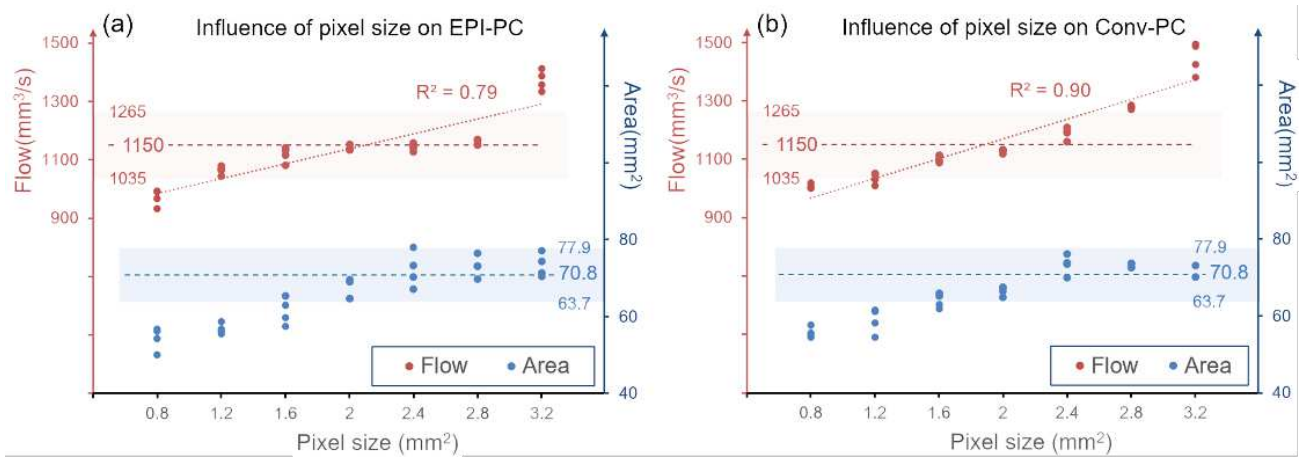 (a) Influence of pixel size on EPI-PC
1500
1300
1100
900
Flow(mm³/s)
1265
1150
1035
R² = 0.79
80
60
40
Area(mm²)
77.9
70.8
63.7
Flow Area
0.8 1.2 1.6 2 2.4 2.8 3.2
Pixel size (mm²)
(b) Influence of pixel size on Conv-PC
1500
1300
1100
900
Flow(mm³/s)
1265
1150
1035
R² = 0.90
80
60
40
Area(mm²)
77.9
70.8
63.7
Flow Area
0.8 1.2 1.6 2 2.4 2.8 3.2
Pixel size (mm²)